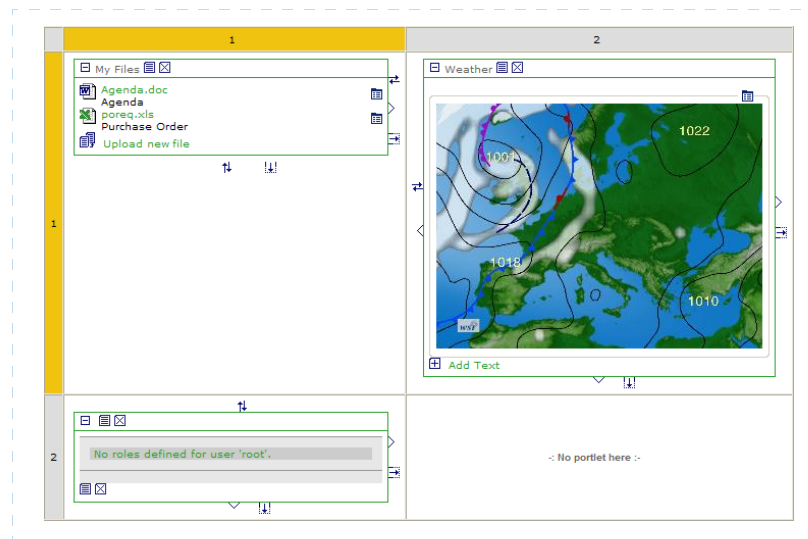 1
2
1
My Files
Agenda.doc
Agenda
poreq.xls
Purchase Order
Upload new file
Weather
1022
1001
1018
1010
WSI
Add Text
2
No roles defined for user 'root'.
-: No portlet here :-